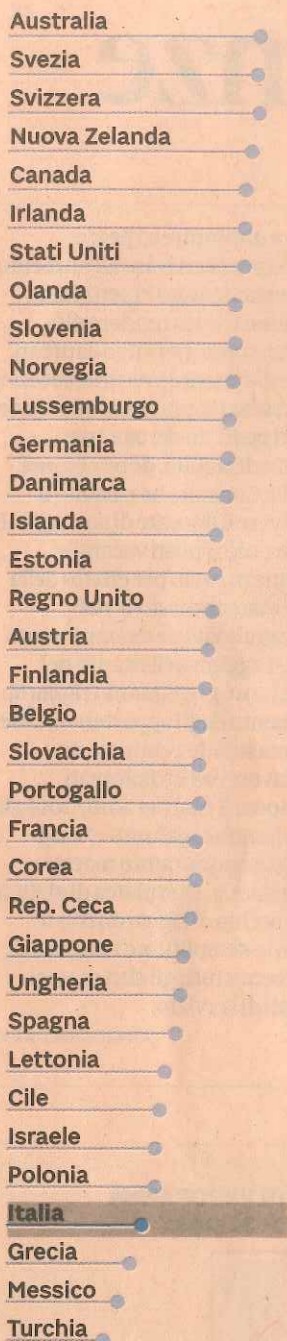 Australia
Svezia
Svizzera
Nuova Zelanda
Canada
Irlanda
Stati Uniti
Olanda
Slovenia
Norvegia
Lussemburgo
Germania
Danimarca
Islanda
Estonia
Regno Unito
Austria
Finlandia
Belgio
Slovacchia
Portogallo
Francia
Corea
Rep. Ceca
Giappone
Ungheria
Spagna
Lettonia
Cile
Israele
Polonia
Italia
Grecia
Messico
Turchia